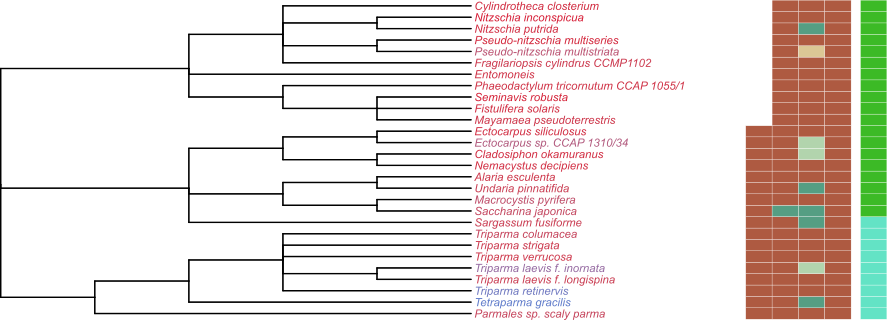 Cylindrotheca closterium
Nitzschia inconspicua
Nitzschia putrida
Pseudo-nitzschia multiseries
Pseudo-nitzschia multistriata
Fragilariopsis cylindrus CCMP1102
Entomoneis
Phaeodactylum tricornutum CCAP 1055/1
Seminavis robusta
Fistulifera solaris
Mayamaea pseudoterrestris
Ectocarpus siliculosus
Ectocarpus sp. CCAP 1310/34
Cladosiphon okamuranus
Nemacystus decipiens
Alaria esculenta
Undaria pinnatifida
Macrocystis pyrifera
Saccharina japonica
Sargassum fusiforme
Triparma columacea
Triparma strigata
Triparma verrucosa
Triparma laevis f. inornata
Triparma laevis f. longispina
Triparma retinervis
Tetraparma gracilis
Parmales sp. scaly parma